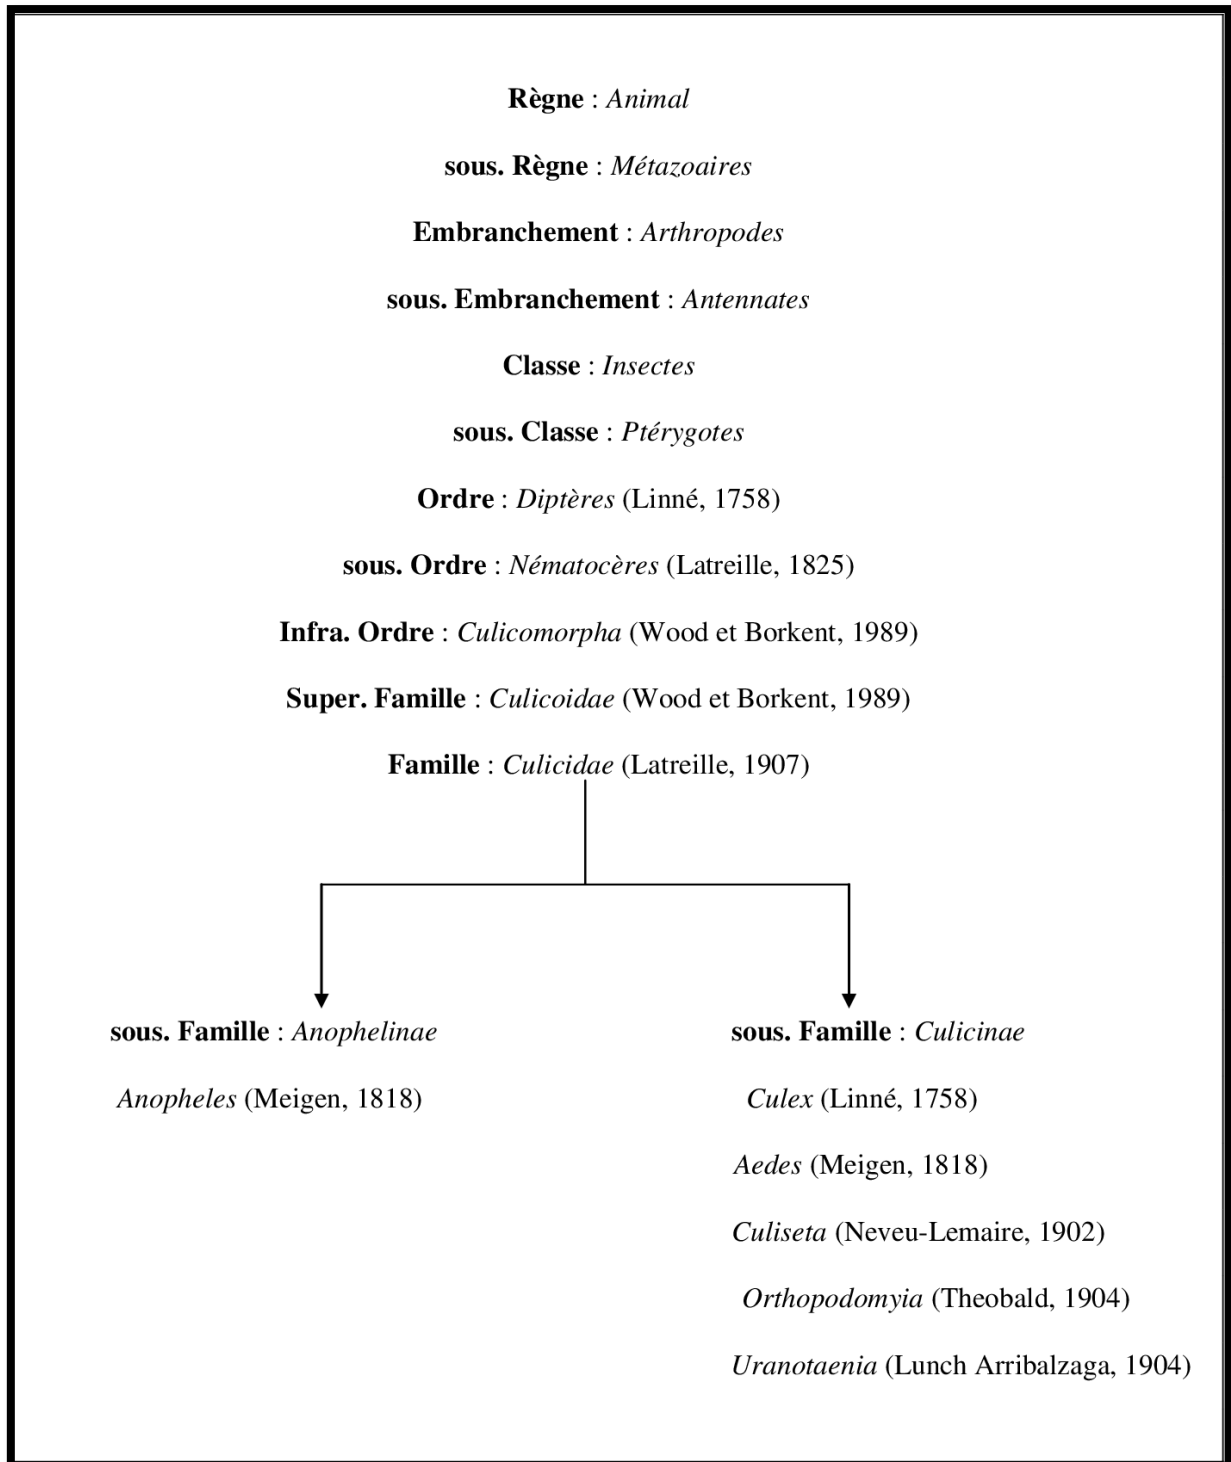 Règne : Animal
sous. Règne : Métazoaires
Embranchement : Arthropodes
sous. Embranchement : Antennates
Classe : Insectes
sous. Classe : Ptérygotes
Ordre : Diptères (Linné, 1758)
sous. Ordre : Nématocères (Latreille, 1825)
Infra. Ordre : Culicomorpha (Wood et Borkent, 1989)
Super. Famille : Culicoidae (Wood et Borkent, 1989)
Famille : Culicidae (Latreille, 1907)
sous. Famille : Anophelinae
Anopheles (Meigen, 1818)
sous. Famille : Culicinae
Culex (Linné, 1758)
Aedes (Meigen, 1818)
Culiseta (Neveu-Lemaire, 1902)
Orthopodomyia (Theobald, 1904)
Uranotaenia (Lunch Arribalzaga, 1904)